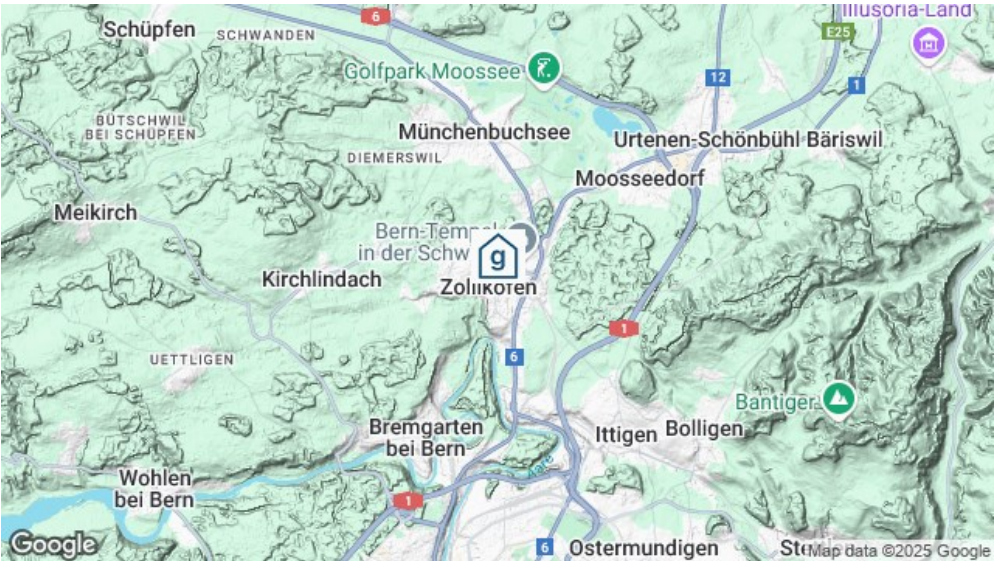 Schüpfen
SCHWANDEN
6
Illusoria-Land
E25
Golfpark Moossee
12
1
BÜTSCHWIL
BEI SCHÜPFEN
Münchenbuchsee
Urtenen-Schönbühl
Bäriswil
DIEMERSWIL
Moosseedorf
Meikirch
Bern-Tempel
in der Schw
g
Kirchlindach
Zollikofen
1
UETTLIGEN
6
Bantiger
Bremgarten
bei Bern
Ittigen
Bolligen
Aare
Wohlen
bei Bern
1
Google
6
Ostermundigen
Map data ©2025 Google